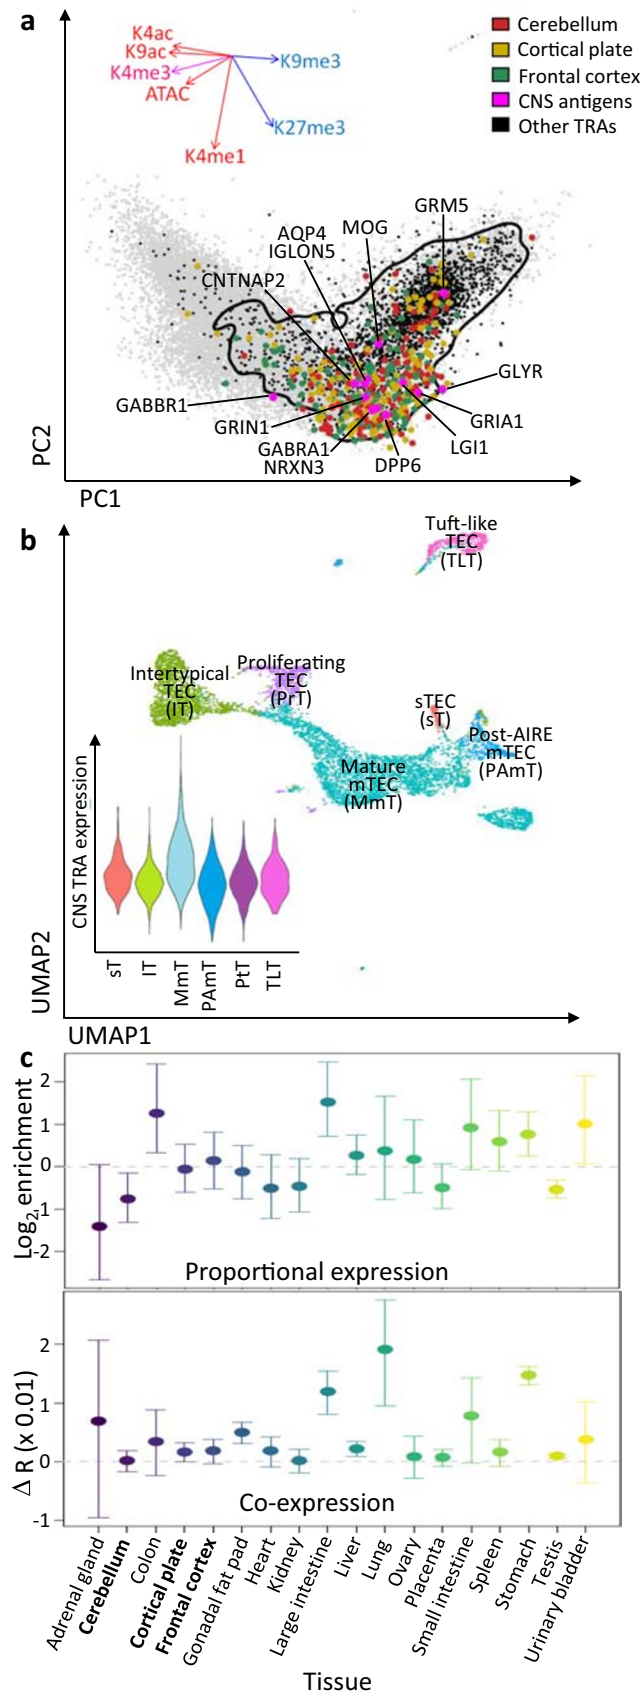 a
K4ac
K9ac
K4me3
ATAC
K4me1
K9me3
K27me3
Cerebellum
Cortical plate
Frontal cortex
CNS antigens
Other TRAs
GRM5
MOG
AQP4
IGLON5
CNTNAP2
GLYR
GABBR1
GRIN1
GRIA1
GABRA1
NRXN3
LGI1
DPP6
PC2
PC1
b
Tuft-like
TEC
(TLT)
Intertypical
TEC
(IT)
Proliferating
TEC
(PrT)
sTEC
(sT)
Post-AIRE
mTEC
(PAmT)
Mature
mTEC
(MmT)
CNS TRA expression
sT
IT
MmT
PAmT
PtT
TLT
UMAP2
UMAP1
c
Log2 enrichment
2
1
0
-1
-2
Proportional expression
Δ R (x 0.01)
2
1
0
-1
Co-expression
Adrenal gland
Cerebellum
Colon
Cortical plate
Frontal cortex
Gonadal fat pad
Heart
Kidney
Large intestine
Liver
Lung
Ovary
Placenta
Small intestine
Spleen
Stomach
Testis
Urinary bladder
Tissue